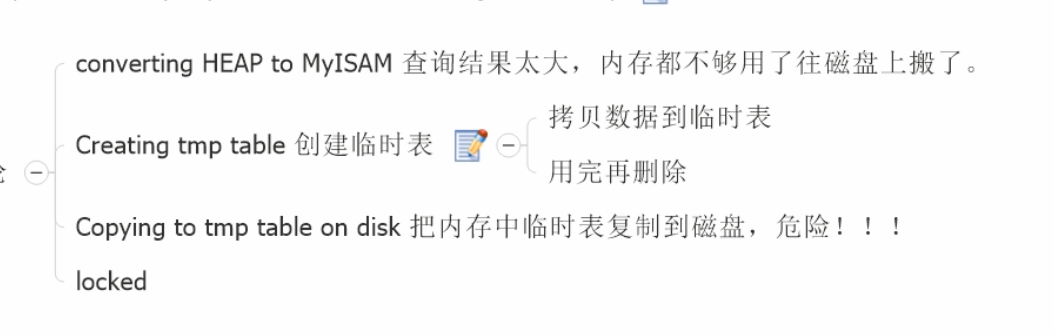 converting HEAP to MyISAM 查询结果太大，内存都不够用了往磁盘上搬了。
Creating tmp table 创建临时表
拷贝数据到临时表
用完再删除
Copying to tmp table on disk 把内存中临时表复制到磁盘，危险！！！
locked